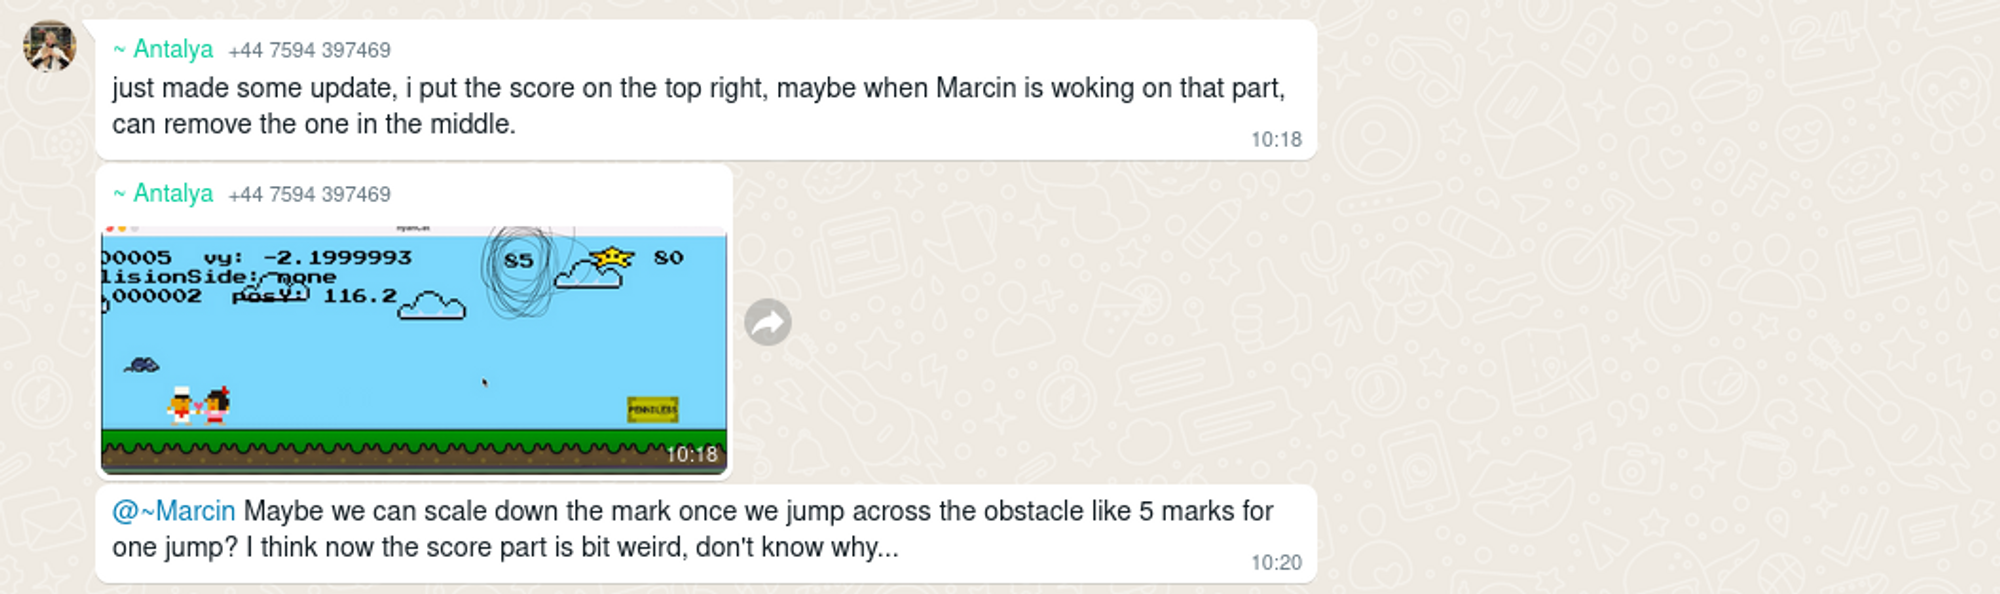 ~ Antalya +44 7594 397469
just made some update, i put the score on the top right, maybe when Marcin is woking on that part,
can remove the one in the middle.
10:18
~ Antalya +44 7594 397469
00005 vy: -2.1999993 85 80
lisionSide: none
.000002 posY: 116.2
PENNILESS
10:18
@~Marcin Maybe we can scale down the mark once we jump across the obstacle like 5 marks for
one jump? I think now the score part is bit weird, don't know why...
10:20